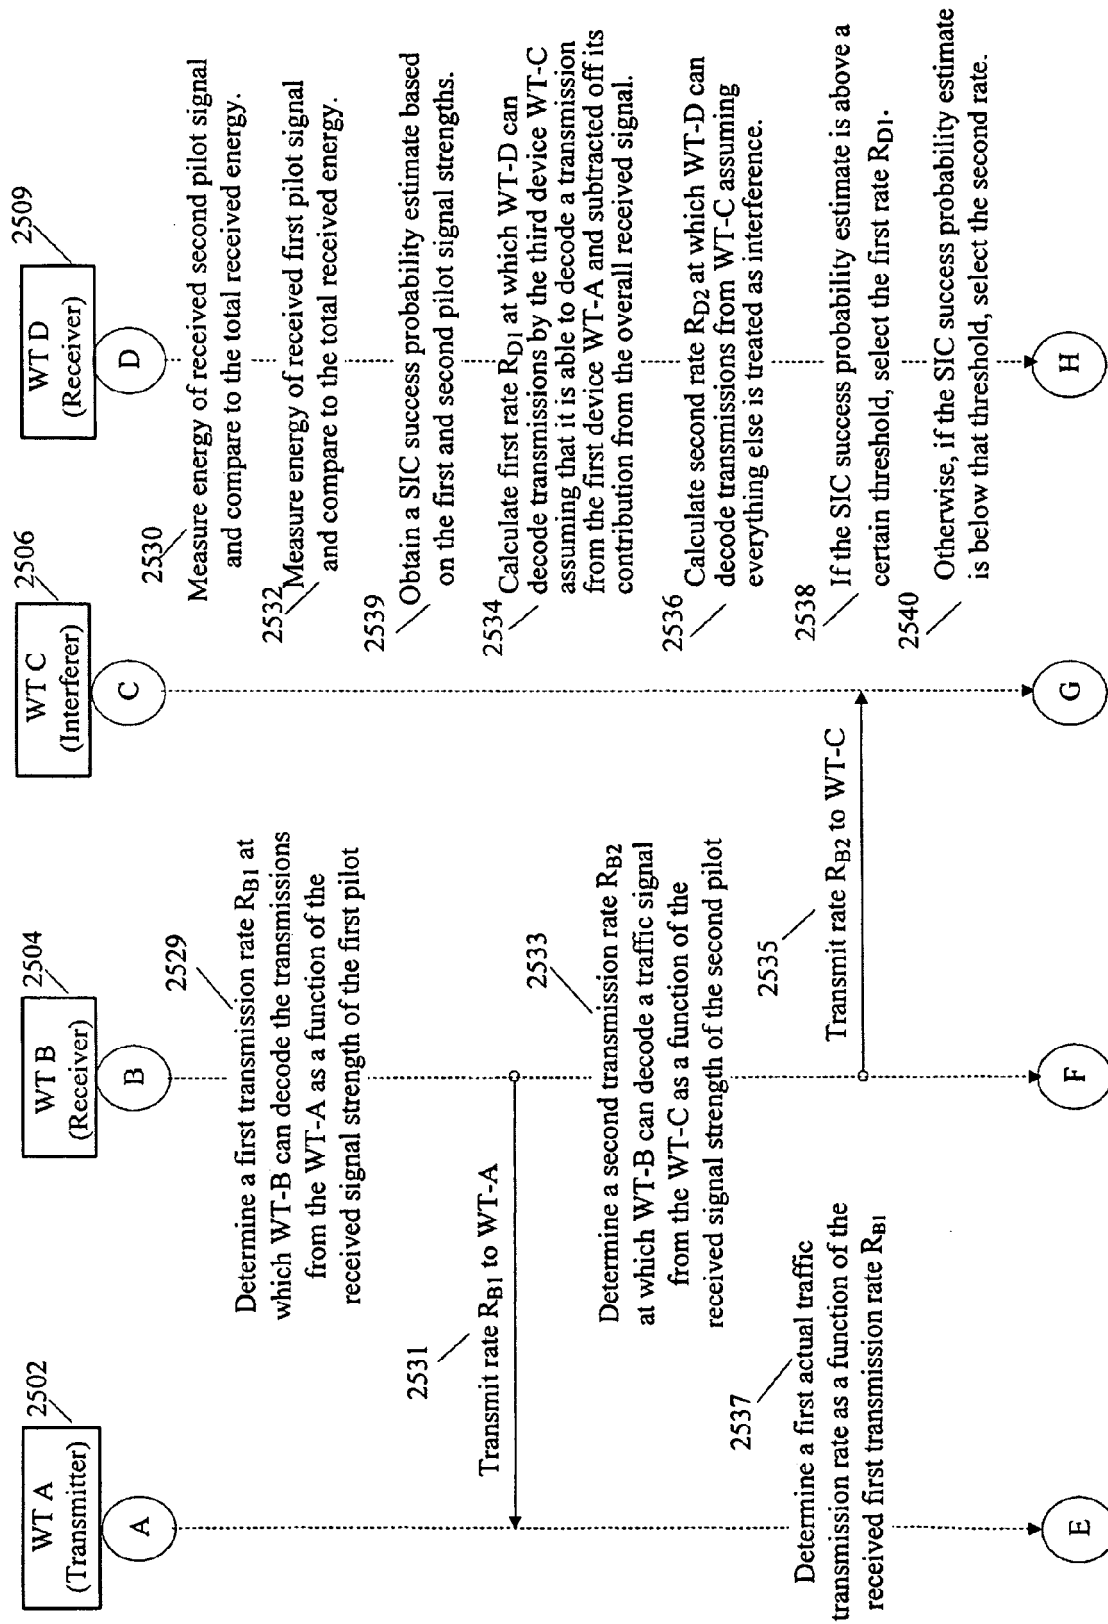 WT A
(Transmitter)
2502
A
WT B
(Receiver)
2504
B
WT C
(Interferer)
2506
C
WT D
(Receiver)
2509
D
2529
Determine a first transmission rate RB1 at
which WT-B can decode the transmissions
from the WT-A as a function of the
received signal strength of the first pilot
2530
Measure energy of received second pilot signal
and compare to the total received energy.
2532
Measure energy of received first pilot signal
and compare to the total received energy.
2531
Transmit rate RB1 to WT-A
2539
Obtain a SIC success probability estimate based
on the first and second pilot signal strengths.
2533
Determine a second transmission rate RB2
at which WT-B can decode a traffic signal
from the WT-C as a function of the
received signal strength of the second pilot
2534
Calculate first rate RD1 at which WT-D can
decode transmissions by the third device WT-C
assuming that it is able to decode a transmission
from the first device WT-A and subtracted off its
contribution from the overall received signal.
2535
Transmit rate RB2 to WT-C
2536
Calculate second rate RD2 at which WT-D can
decode transmissions from WT-C assuming
everything else is treated as interference.
2537
Determine a first actual traffic
transmission rate as a function of the
received first transmission rate RB1
2538
If the SIC success probability estimate is above a
certain threshold, select the first rate RD1.
2540
Otherwise, if the SIC success probability estimate
is below that threshold, select the second rate.
E
F
G
H